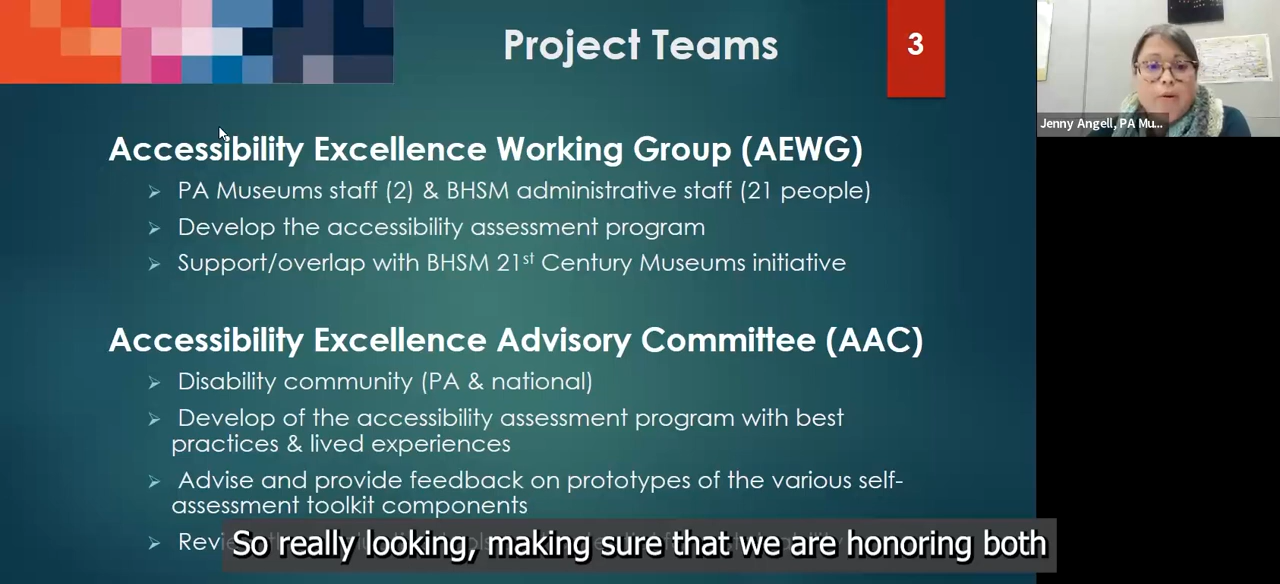 Project Teams
3
Jenny Angell, PA Mu...
Accessibility Excellence Working Group (AEWG)
➢ PA Museums staff (2) & BHSM administrative staff (21 people)
➢ Develop the accessibility assessment program
➢ Support/overlap with BHSM 21st Century Museums initiative
Accessibility Excellence Advisory Committee (AAC)
➢ Disability community (PA & national)
➢ Develop of the accessibility assessment program with best
practices & lived experiences
➢ Advise and provide feedback on prototypes of the various self-
assessment toolkit components
➢
So really looking, making sure that we are honoring both